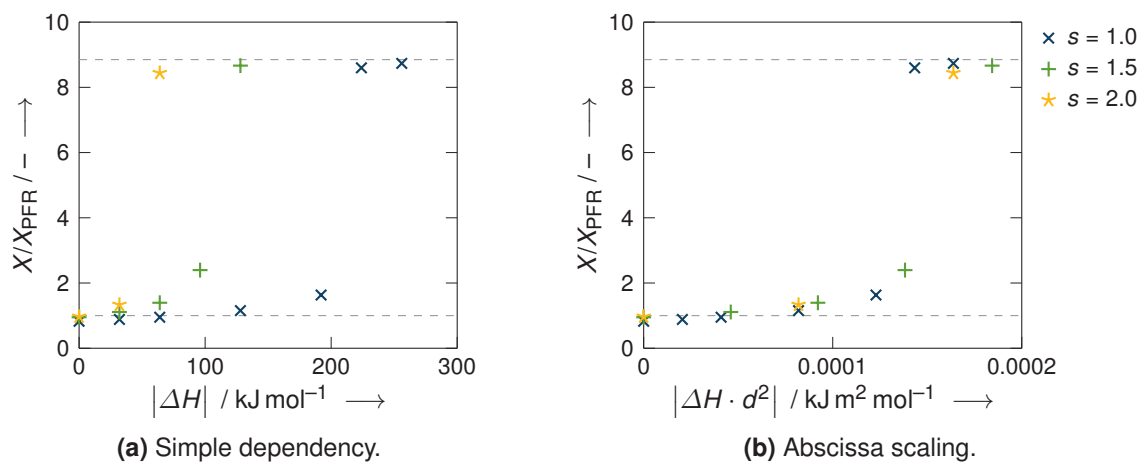 10
8
6
4
2
0
X/X_PFR / – ⟶
0 100 200 300
|ΔH| / kJ mol⁻¹ ⟶
(a) Simple dependency.
10
8
6
4
2
0
X/X_PFR / – ⟶
0 0.0001 0.0002
|ΔH · d²| / kJ m² mol⁻¹ ⟶
(b) Abscissa scaling.
s = 1.0
s = 1.5
s = 2.0